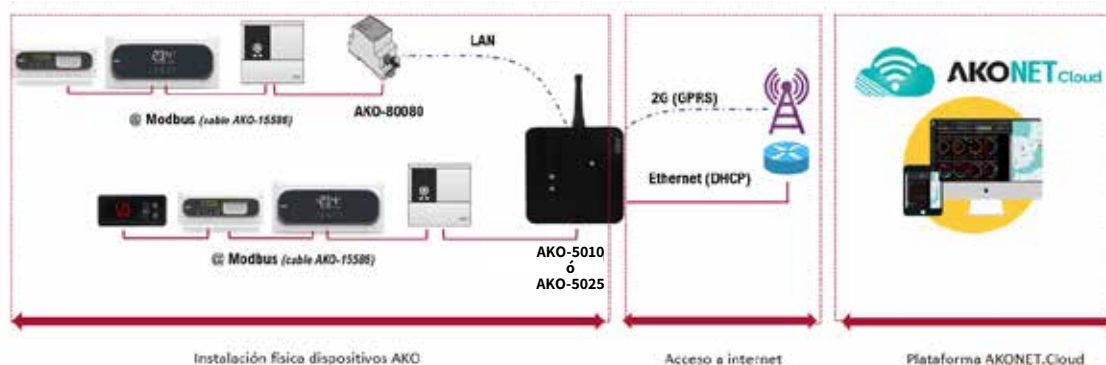 LAN
AKO-80080
@ Modbus (cable AKO-15586)
2G (GPRS)
Ethernet (DHCP)
AKONET.Cloud
@ Modbus (cable AKO-15586)
AKO-5010
ó
AKO-5025
Instalación física dispositivos AKO
Acceso a internet
Plataforma AKONET.Cloud